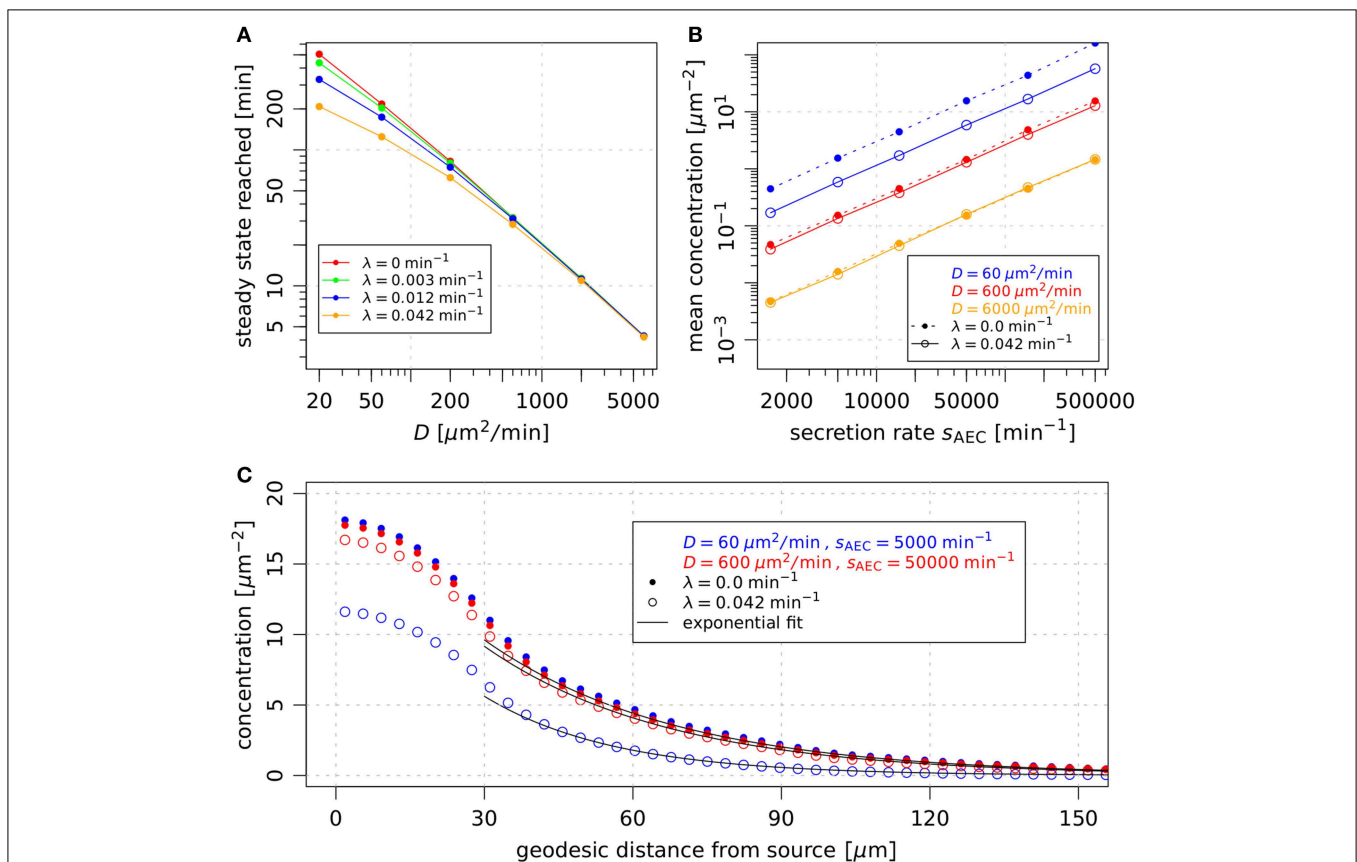 A
steady state reached [min]
200
50
10
5
λ = 0 min⁻¹
λ = 0.003 min⁻¹
λ = 0.012 min⁻¹
λ = 0.042 min⁻¹
20 50 200 1000 5000
D [μm²/min]
B
mean concentration [μm⁻²]
10¹
10⁻¹
10⁻³
D = 60 μm²/min
D = 600 μm²/min
D = 6000 μm²/min
λ = 0.0 min⁻¹
λ = 0.042 min⁻¹
2000 10000 50000 500000
secretion rate s_AEC [min⁻¹]
C
concentration [μm⁻²]
20
15
10
5
0
D = 60 μm²/min , s_AEC = 5000 min⁻¹
D = 600 μm²/min , s_AEC = 50000 min⁻¹
λ = 0.0 min⁻¹
λ = 0.042 min⁻¹
exponential fit
0 30 60 90 120 150
geodesic distance from source [μm]